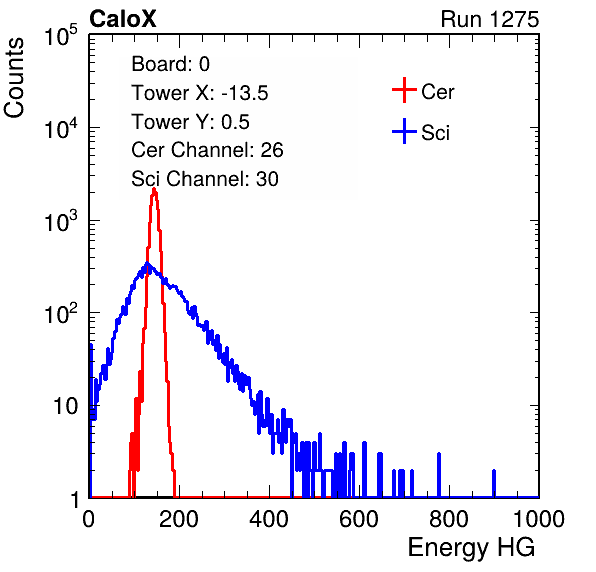 CaloX Run 1275
Board: 0
Tower X: -13.5
Tower Y: 0.5
Cer Channel: 26
Sci Channel: 30
Cer
Sci
Counts
10^5
10^4
10^3
10^2
10
1
0 200 400 600 800 1000
Energy HG